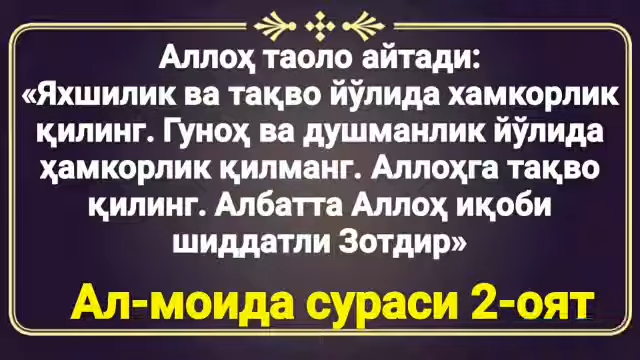 Аллоҳ таоло айтади:
«Яхшилик ва тақво йўлида хамкорлик
қилинг. Гуноҳ ва душманлик йўлида
ҳамкорлик қилманг. Аллоҳга тақво
қилинг. Албатта Аллоҳ иқоби
шиддатли Зотдир»
Ал-моида сураси 2-оят